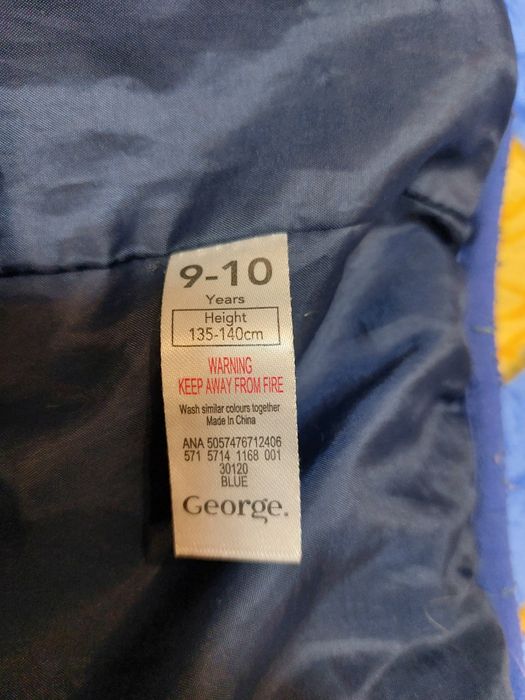 9-10
Years
Height
135-140cm
WARNING
KEEP AWAY FROM FIRE
Wash similar colours together
Made In China
ANA 5057476712406
571 5714 1168 001
30120
BLUE
George.